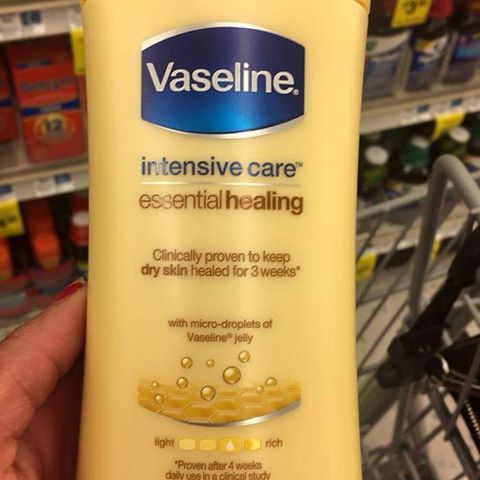 Vaseline®
intensive care™
essential healing
Clinically proven to keep
dry skin healed for 3 weeks*
with micro-droplets of
Vaseline® jelly
light
rich
*Proven after 4 weeks
daily use in a clinical study
12